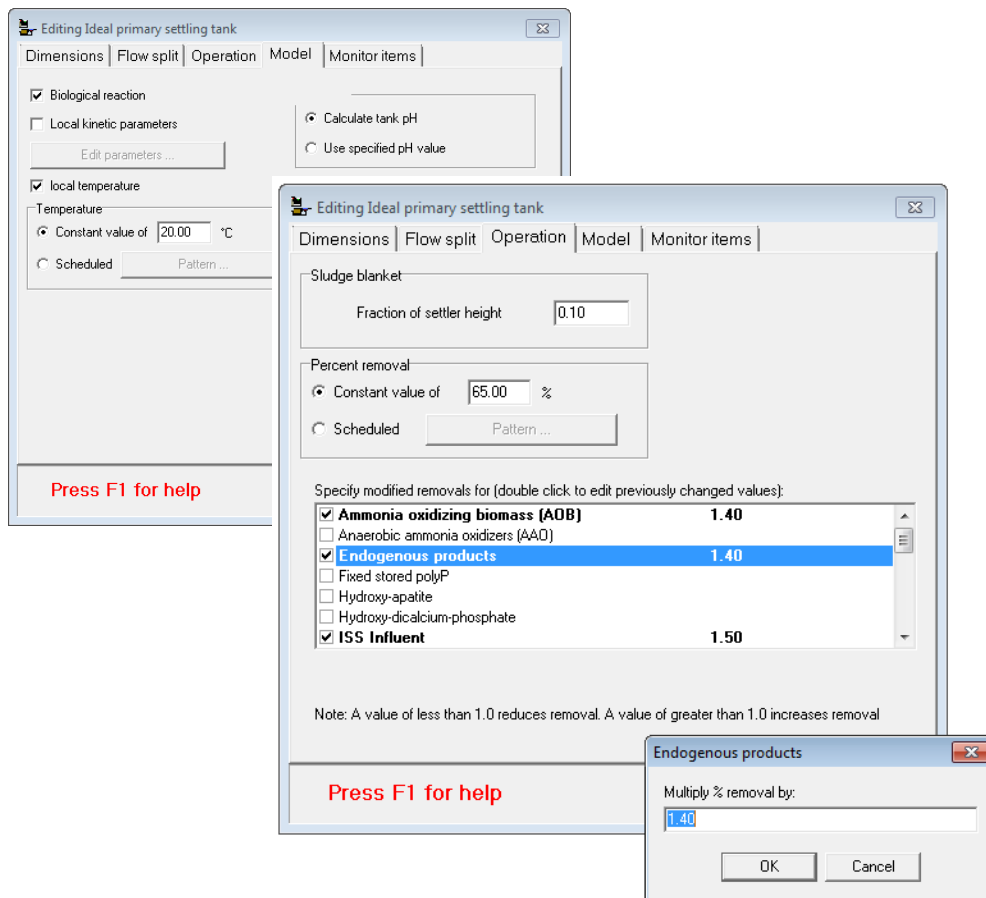 Editing Ideal primary settling tank
Dimensions Flow split Operation Model Monitor items
Biological reaction
Local kinetic parameters
Edit parameters ...
Calculate tank pH
Use specified pH value
local temperature
Temperature
Constant value of 20.00 °C
Scheduled Pattern ...
Press F1 for help
Editing Ideal primary settling tank
Dimensions Flow split Operation Model Monitor items
Sludge blanket
Fraction of settler height 0.10
Percent removal
Constant value of 65.00 %
Scheduled Pattern ...
Specify modified removals for (double click to edit previously changed values):
Ammonia oxidizing biomass (AOB) 1.40
Anaerobic ammonia oxidizers (AAO)
Endogenous products 1.40
Fixed stored polyP
Hydroxy-apatite
Hydroxy-dicalcium-phosphate
ISS Influent 1.50
Note: A value of less than 1.0 reduces removal. A value of greater than 1.0 increases removal
Press F1 for help
Endogenous products
Multiply % removal by:
1.40
OK Cancel